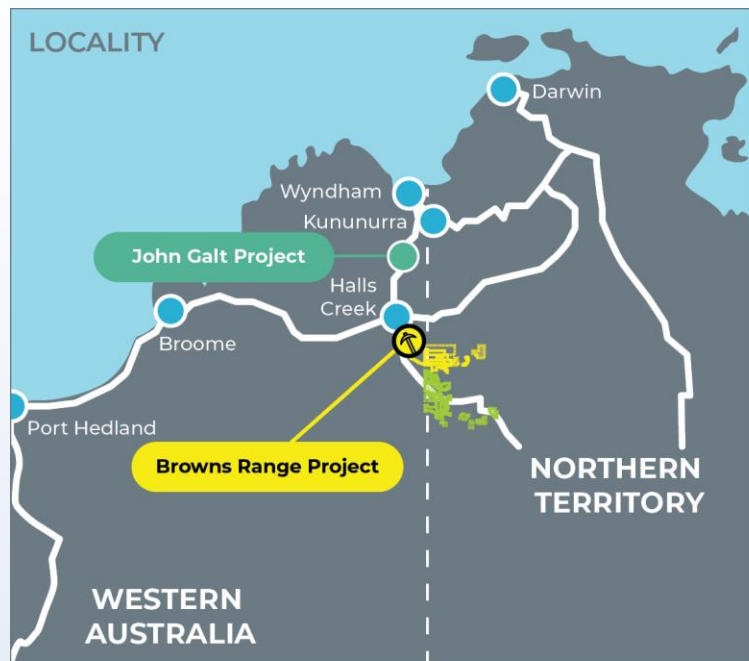 LOCALITY
Darwin
Wyndham
Kununurra
John Galt Project
Halls
Creek
Broome
Port Hedland
Browns Range Project
NORTHERN
TERRITORY
WESTERN
AUSTRALIA